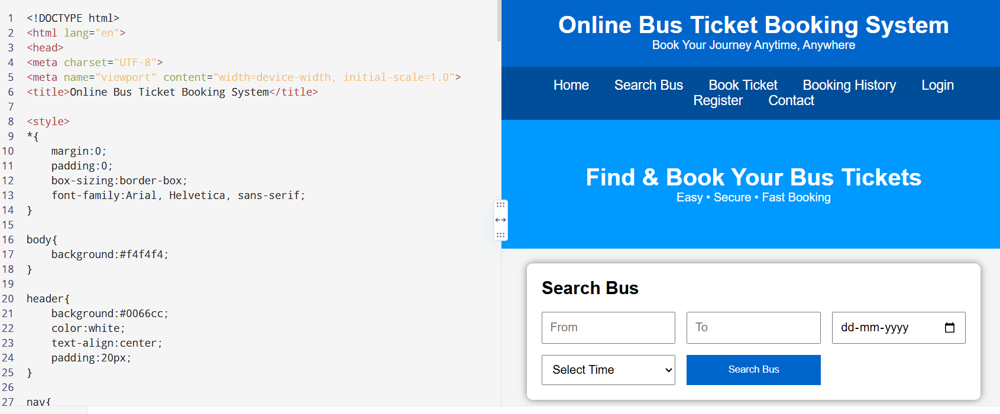 1 <!DOCTYPE html>
2 <html lang="en">
3 <head>
4 <meta charset="UTF-8">
5 <meta name="viewport" content="width=device-width, initial-scale=1.0">
6 <title>Online Bus Ticket Booking System</title>
7
8 <style>
9 *{
10     margin:0;
11     padding:0;
12     box-sizing:border-box;
13     font-family:Arial, Helvetica, sans-serif;
14 }
15
16 body{
17     background:#f4f4f4;
18 }
19
20 header{
21     background:#0066cc;
22     color:white;
23     text-align:center;
24     padding:20px;
25 }
26
27 nav{
Online Bus Ticket Booking System
Book Your Journey Anytime, Anywhere
Home Search Bus Book Ticket Booking History Login
Register Contact
Find & Book Your Bus Tickets
Easy • Secure • Fast Booking
Search Bus
From To dd-mm-yyyy
Select Time Search Bus